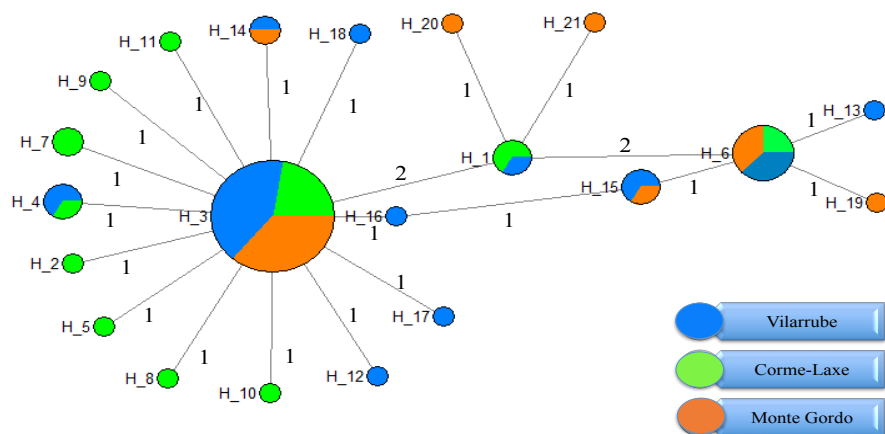 H_14
H_18
H_20
H_21
H_11
H_9
1
1
1
1
1
H_13
H_7
1
2
1
H_1
H_6
1
2
H_4
H_15
1
1
H_19
1
H_3
H_16
1
1
H_2
1
1
H_17
H_5
1
1
Vilarrube
1
1
H_8
H_10
H_12
Corme-Laxe
Monte Gordo